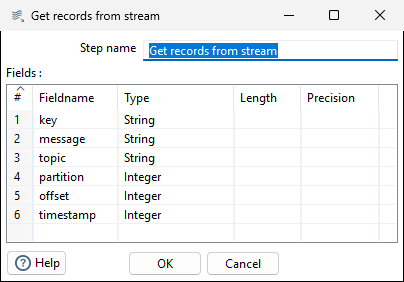 Get records from stream
Step name Get records from stream
Fields :
# Fieldname Type Length Precision
1 key String
2 message String
3 topic String
4 partition Integer
5 offset Integer
6 timestamp Integer
? Help OK Cancel